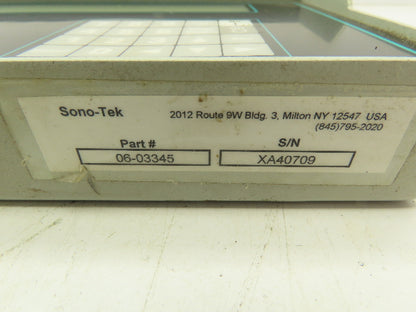 Sono-Tek 2012 Route 9W Bldg. 3, Milton NY 12547 USA
(845)795-2020
Part # S/N
06-03345 XA40709